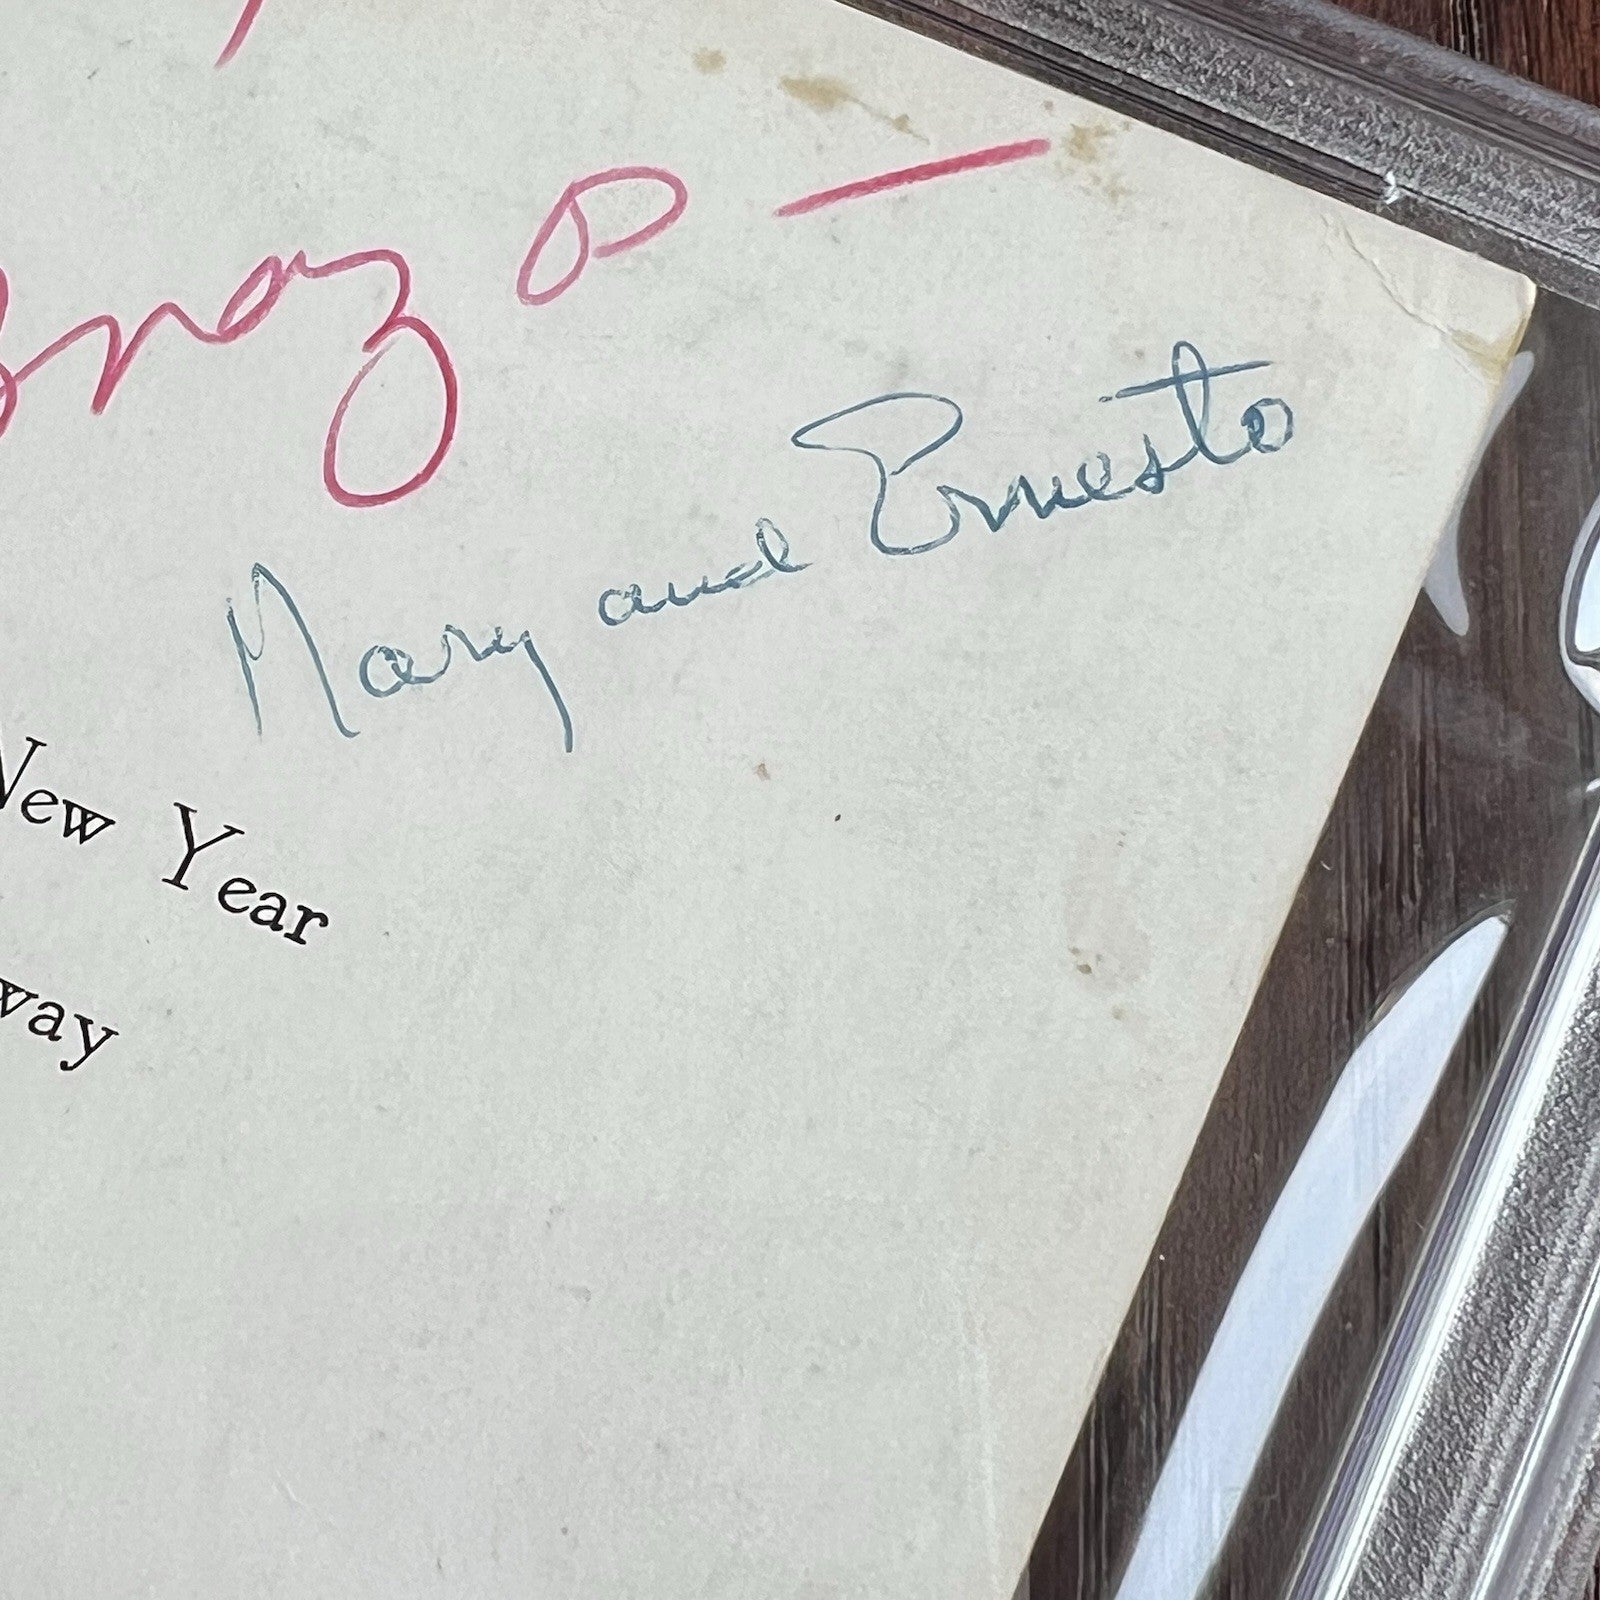 Mary and Ernesto
New Year
way